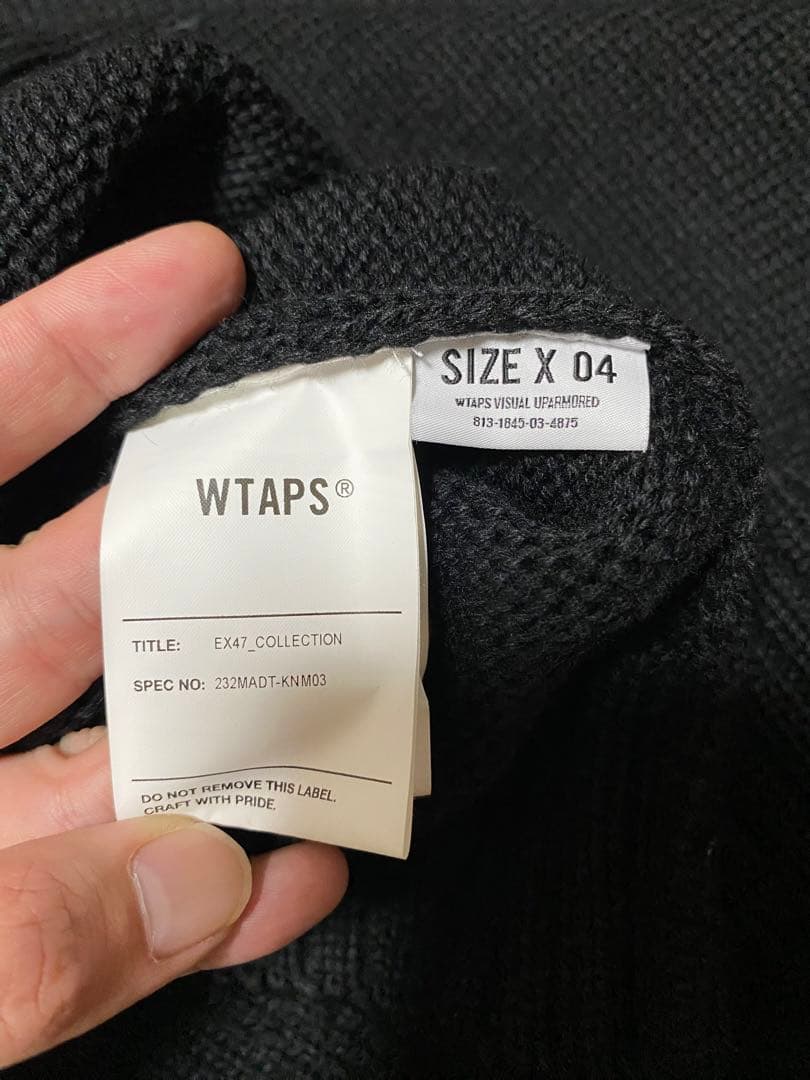 SIZE X 04
WTAPS VISUAL UPARMORED
813-1845-03-4875
WTAPS®
TITLE: EX47_COLLECTION
SPEC NO: 232MADT-KNM03
DO NOT REMOVE THIS LABEL.
CRAFT WITH PRIDE.